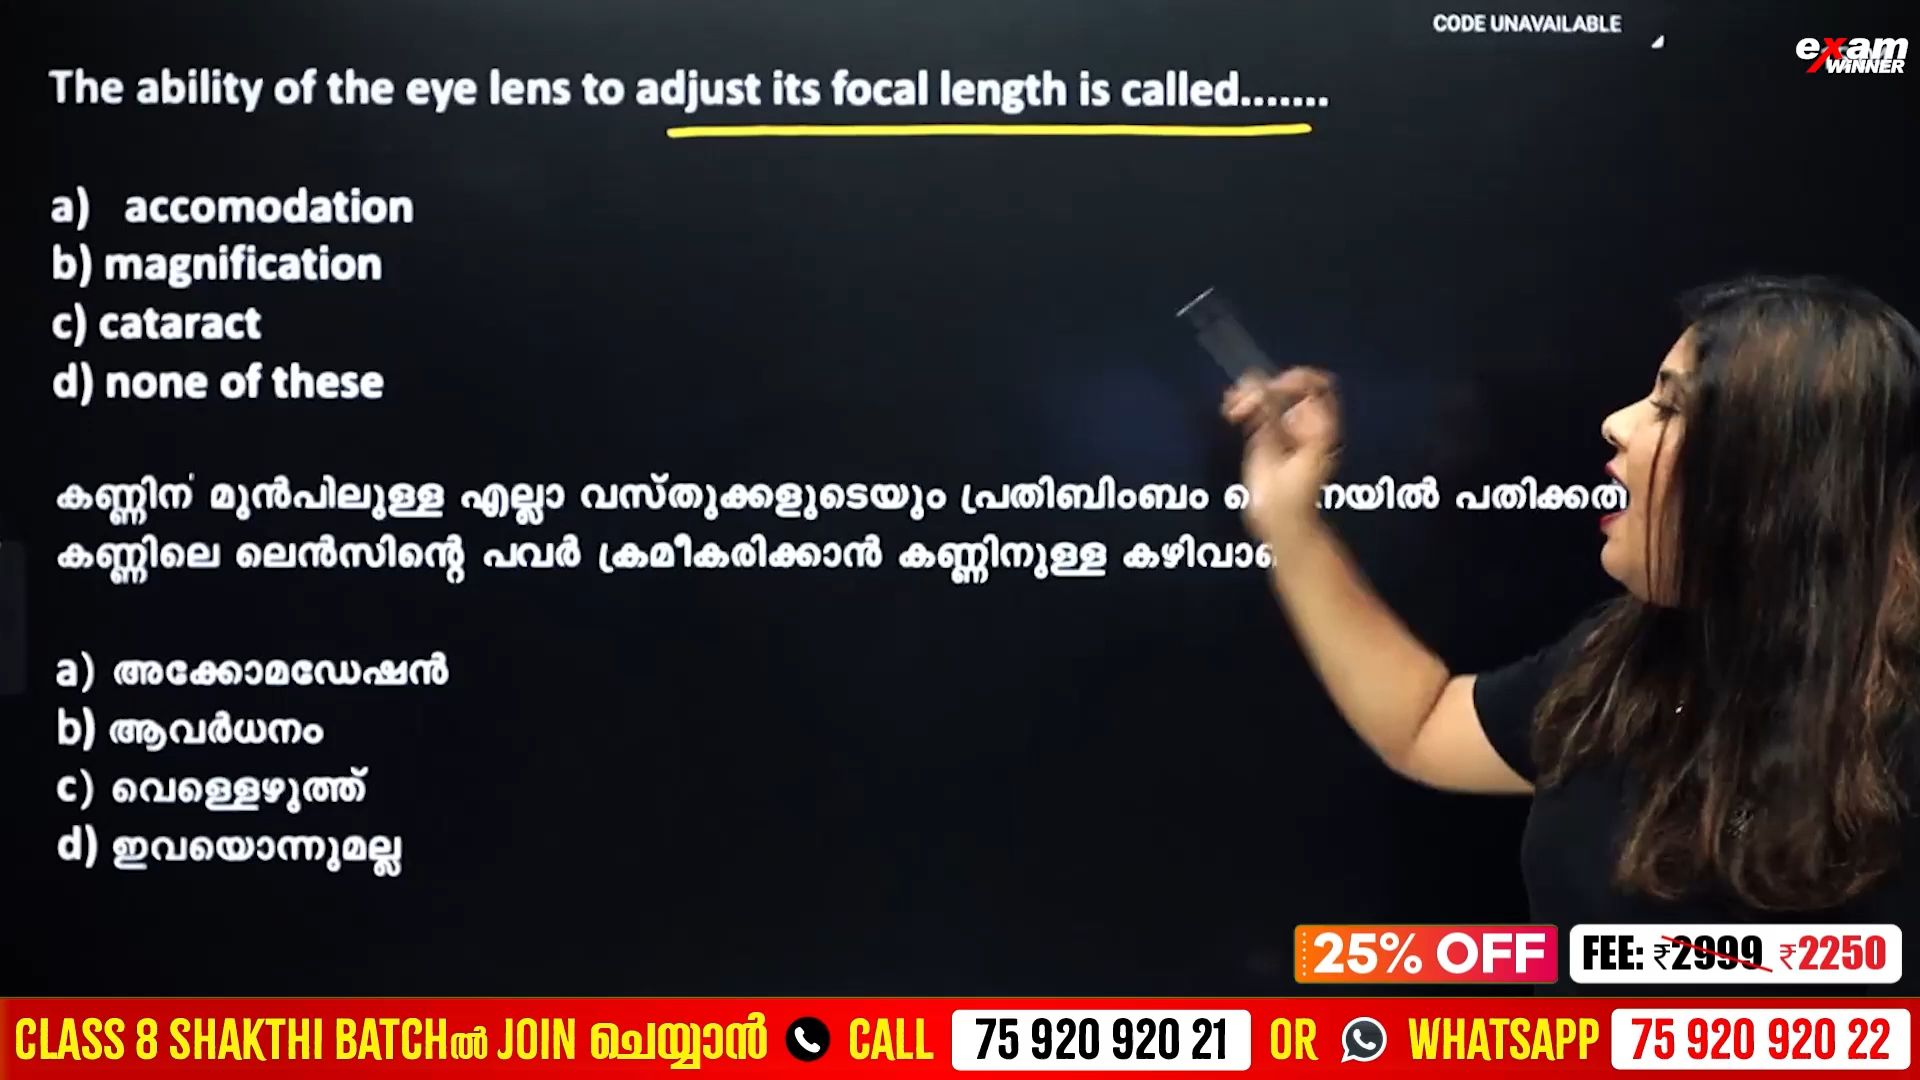 CODE UNAVAILABLE
exam
WINNER
The ability of the eye lens to adjust its focal length is called.......
a) accomodation
b) magnification
c) cataract
d) none of these
കണ്ണിന് മുൻപിലുള്ള എല്ലാ വസ്തുക്കളുടെയും പ്രതിബിംബം
കണ്ണിലെ ലെൻസിന്റെ പവർ ക്രമീകരിക്കാൻ കണ്ണിനുള്ള
a) അക്കോമഡേഷൻ
b) ആവർധനം
c) വെള്ളെഴുത്ത്
d) ഇവയൊന്നുമല്ല
25% OFF
FEE: ₹2999 ₹2250
CLASS 8 SHAKTHI BATCHൽ JOIN ചെയ്യാൻ CALL 75 920 920 21 OR WHATSAPP 75 920 920 22